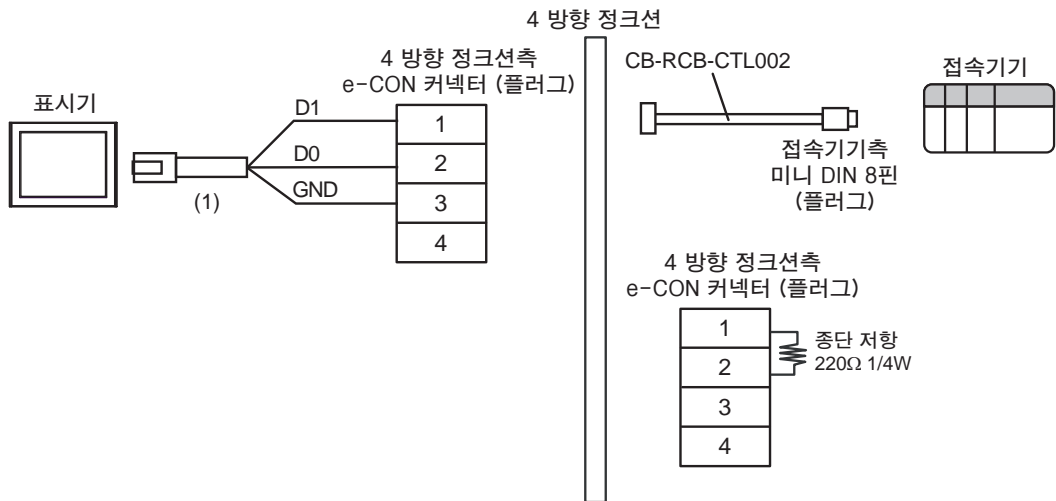 4 방향 정크션
표시기
(1)
D1
D0
GND
4 방향 정크션측
e-CON 커넥터 (플러그)
1
2
3
4
CB-RCB-CTL002
접속기기측
미니 DIN 8핀
(플러그)
접속기기
4 방향 정크션측
e-CON 커넥터 (플러그)
1
2
3
4
종단 저항
220Ω 1/4W